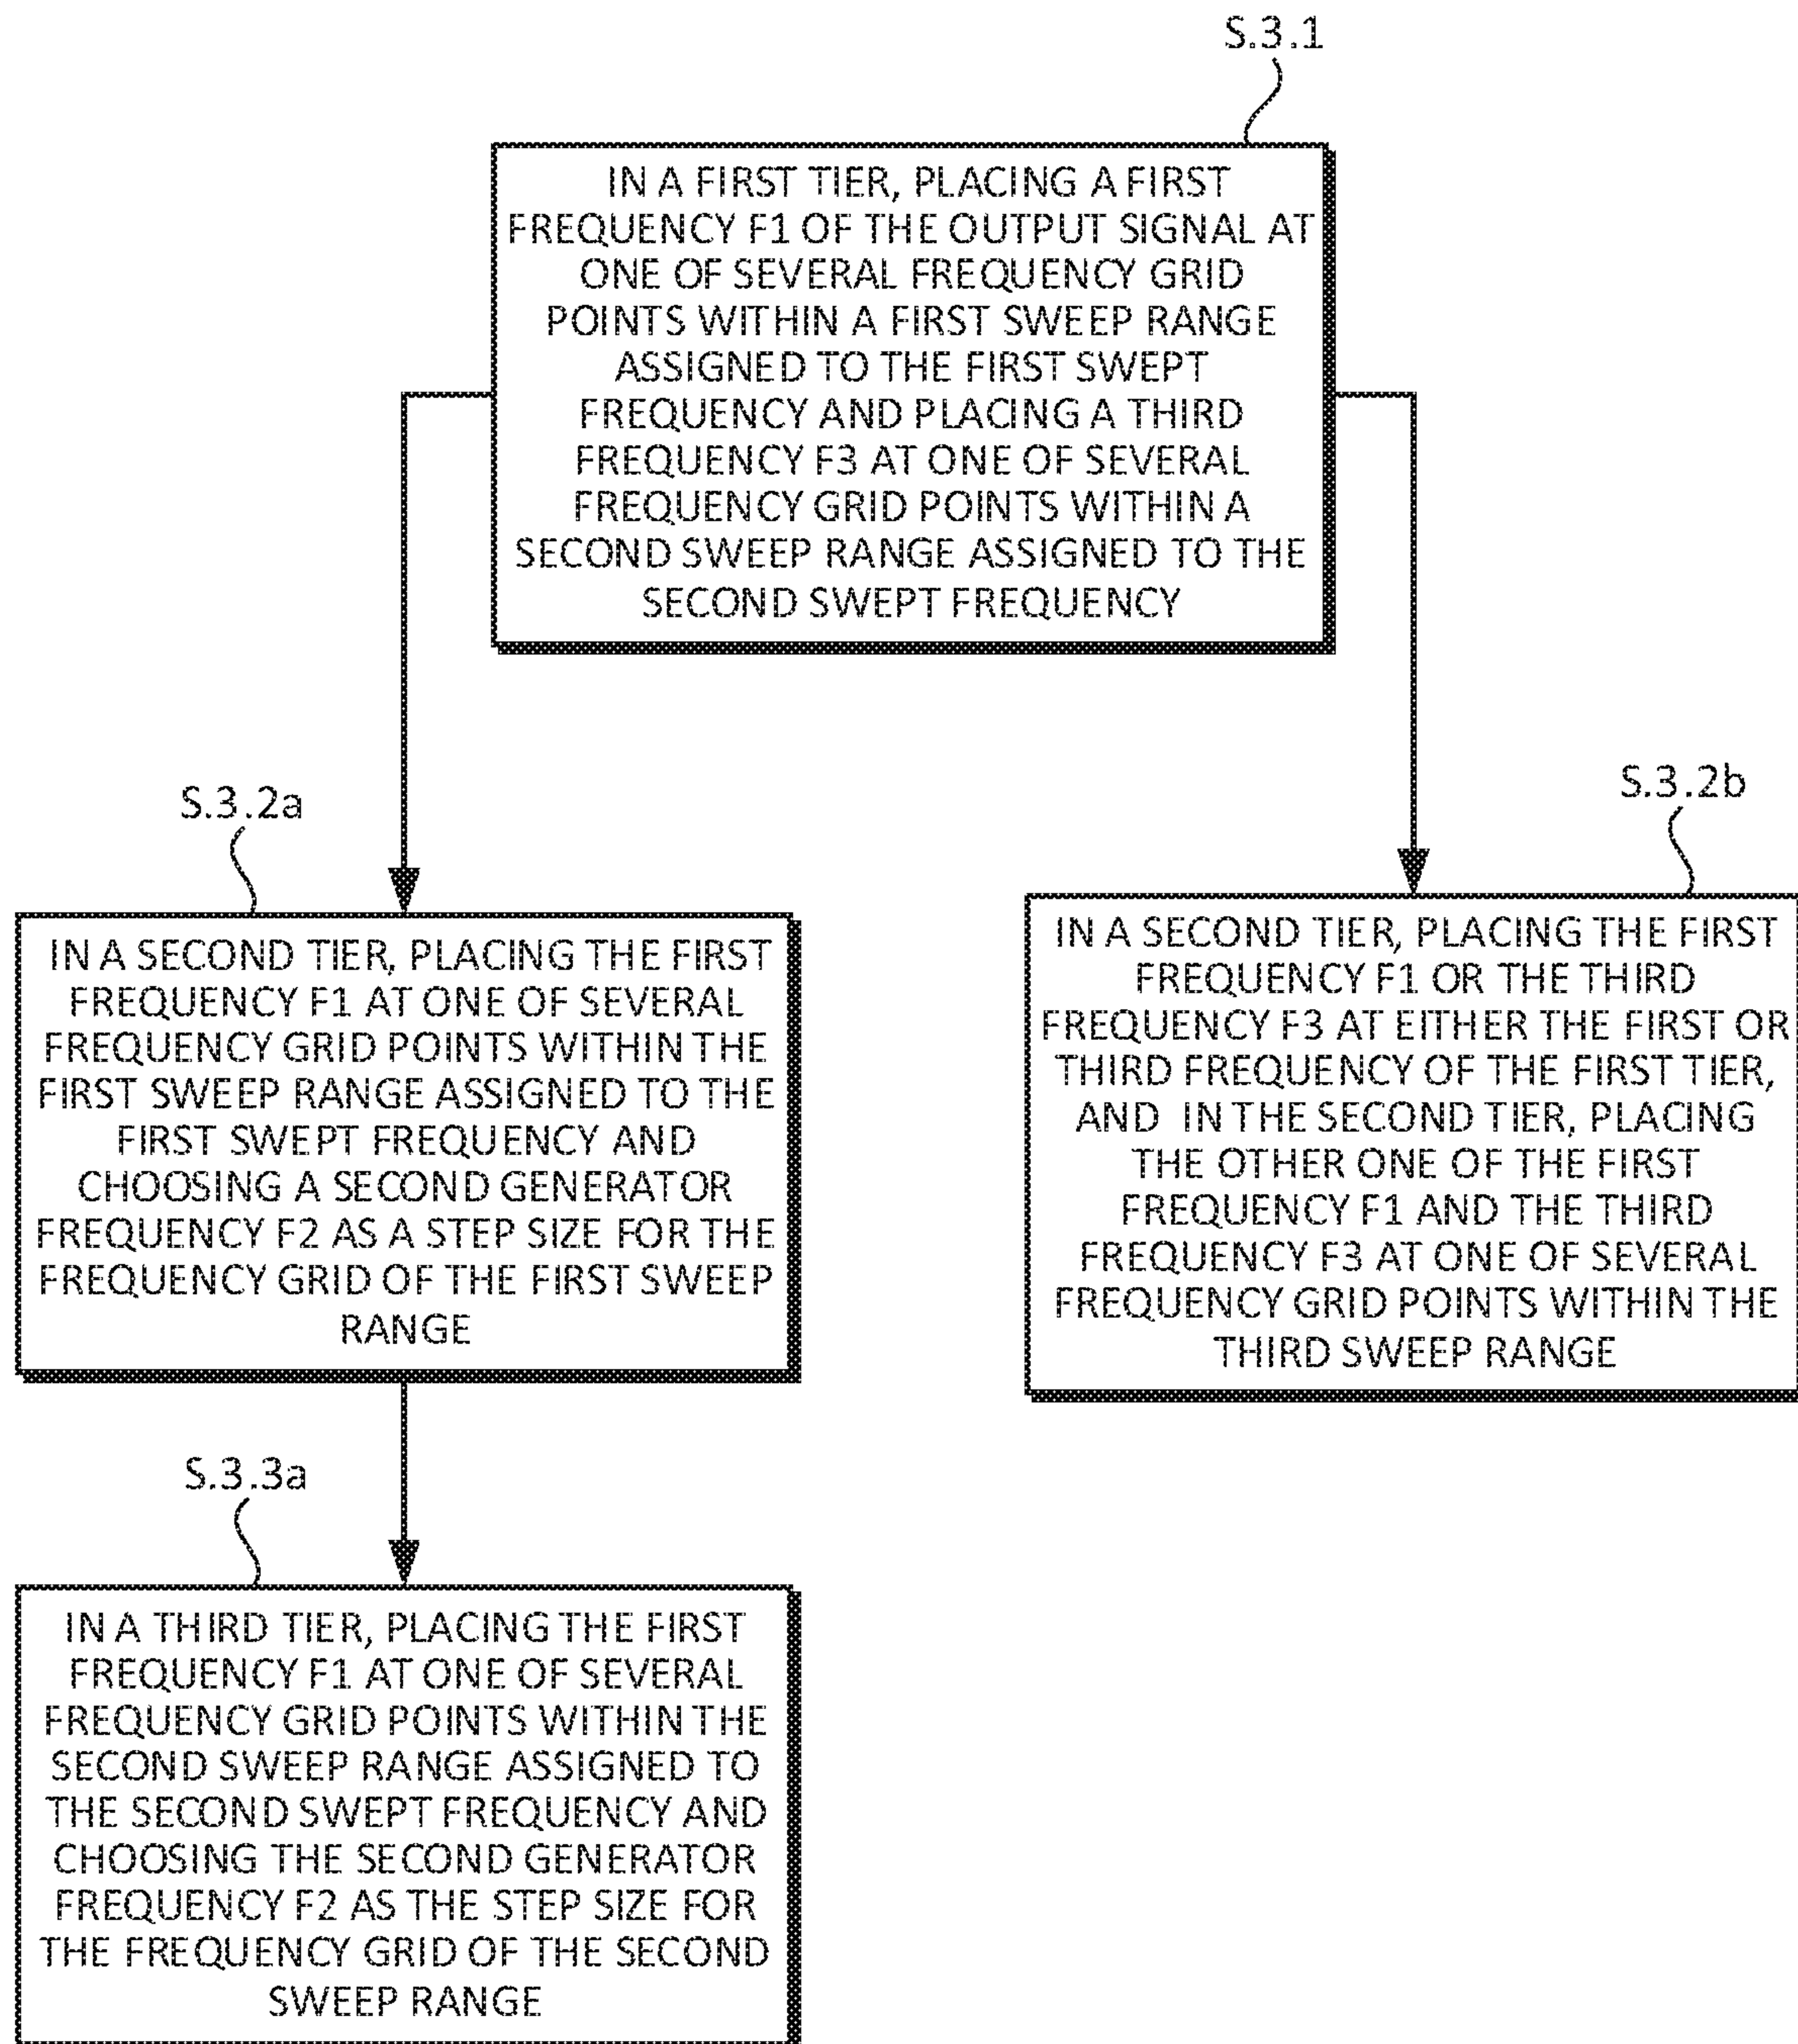 S.3.1
IN A FIRST TIER, PLACING A FIRST
FREQUENCY F1 OF THE OUTPUT SIGNAL AT
ONE OF SEVERAL FREQUENCY GRID
POINTS WITHIN A FIRST SWEEP RANGE
ASSIGNED TO THE FIRST SWEPT
FREQUENCY AND PLACING A THIRD
FREQUENCY F3 AT ONE OF SEVERAL
FREQUENCY GRID POINTS WITHIN A
SECOND SWEEP RANGE ASSIGNED TO THE
SECOND SWEPT FREQUENCY
S.3.2a
IN A SECOND TIER, PLACING THE FIRST
FREQUENCY F1 AT ONE OF SEVERAL
FREQUENCY GRID POINTS WITHIN THE
FIRST SWEEP RANGE ASSIGNED TO THE
FIRST SWEPT FREQUENCY AND
CHOOSING A SECOND GENERATOR
FREQUENCY F2 AS A STEP SIZE FOR THE
FREQUENCY GRID OF THE FIRST SWEEP
RANGE
S.3.2b
IN A SECOND TIER, PLACING THE FIRST
FREQUENCY F1 OR THE THIRD
FREQUENCY F3 AT EITHER THE FIRST OR
THIRD FREQUENCY OF THE FIRST TIER,
AND IN THE SECOND TIER, PLACING
THE OTHER ONE OF THE FIRST
FREQUENCY F1 AND THE THIRD
FREQUENCY F3 AT ONE OF SEVERAL
FREQUENCY GRID POINTS WITHIN THE
THIRD SWEEP RANGE
S.3.3a
IN A THIRD TIER, PLACING THE FIRST
FREQUENCY F1 AT ONE OF SEVERAL
FREQUENCY GRID POINTS WITHIN THE
SECOND SWEEP RANGE ASSIGNED TO
THE SECOND SWEPT FREQUENCY AND
CHOOSING THE SECOND GENERATOR
FREQUENCY F2 AS THE STEP SIZE FOR
THE FREQUENCY GRID OF THE SECOND
SWEEP RANGE